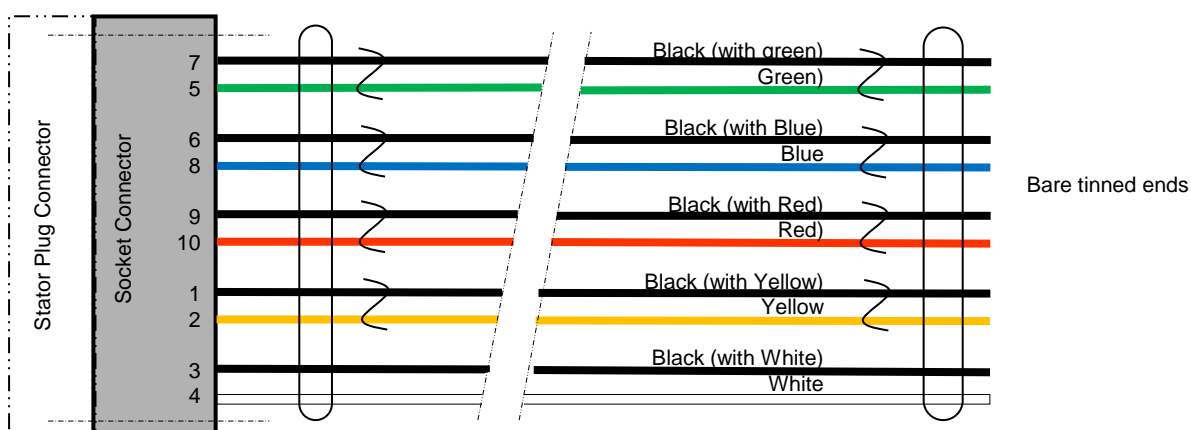 Stator Plug Connector
Socket Connector
7
Black (with green)
5
Green)
6
Black (with Blue)
8
Blue
9
Black (with Red)
10
Red)
1
Black (with Yellow)
2
Yellow
3
Black (with White)
4
White
Bare tinned ends